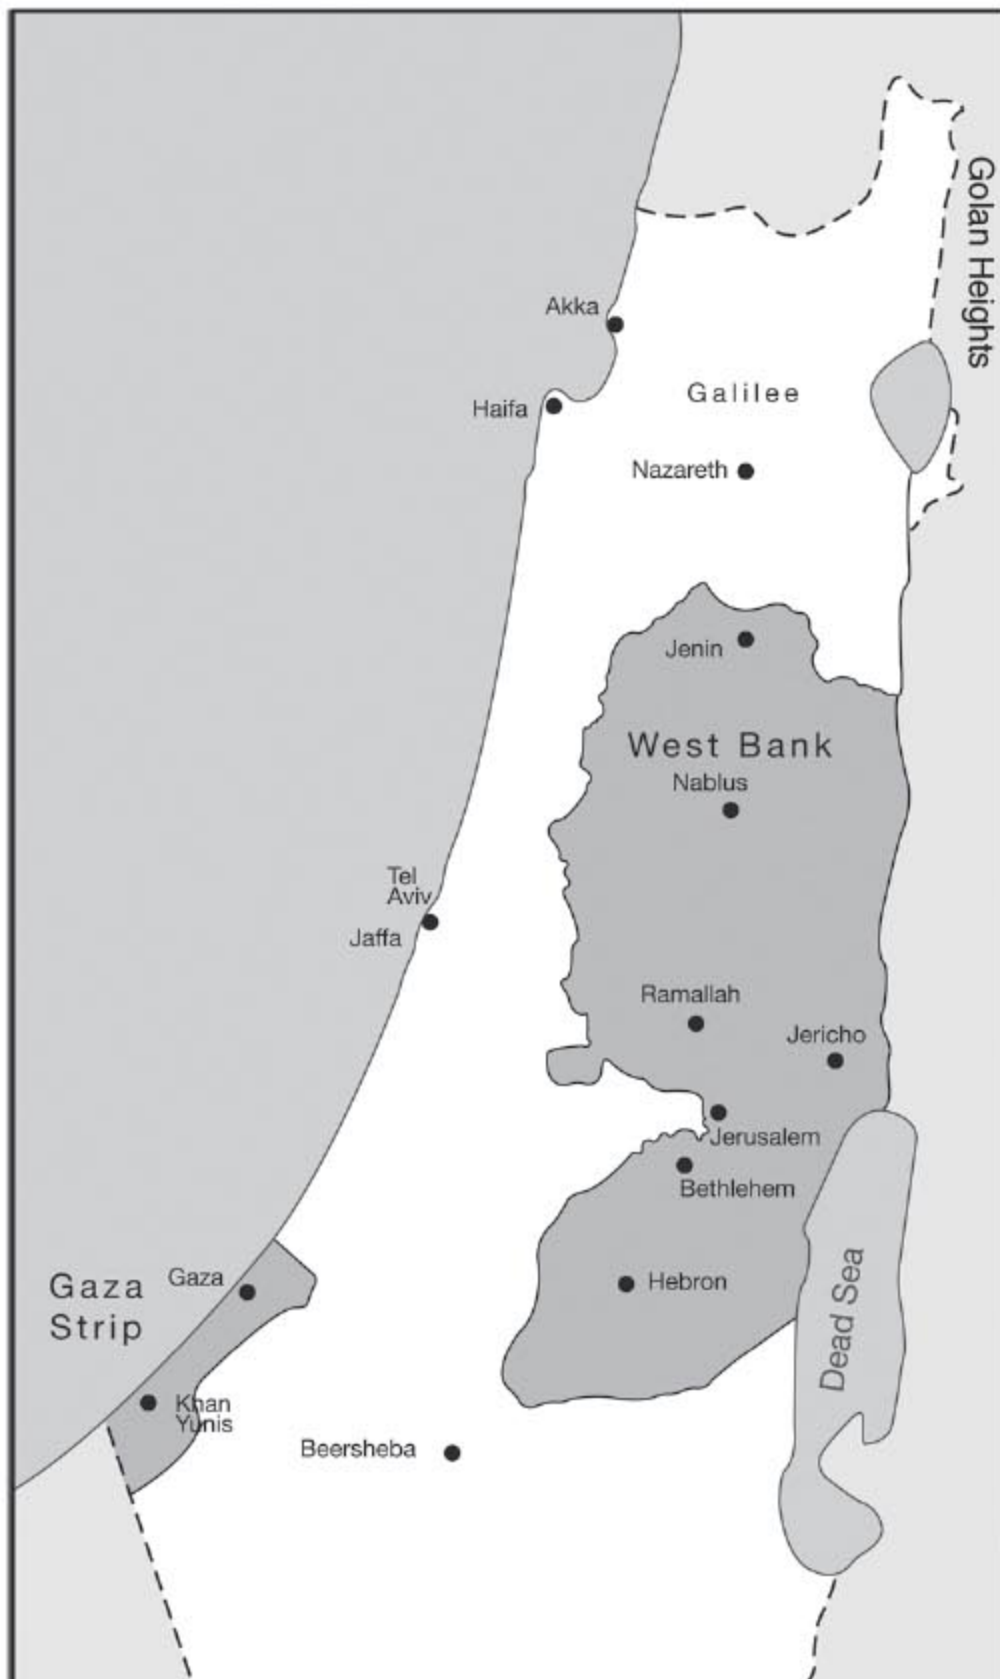 Golan Heights
Akka
Galilee
Haifa
Nazareth
Jenin
West Bank
Nablus
Tel
Aviv
Jaffa
Ramallah
Jericho
Jerusalem
Bethlehem
Gaza
Strip
Gaza
Hebron
Dead Sea
Khan
Yunis
Beersheba